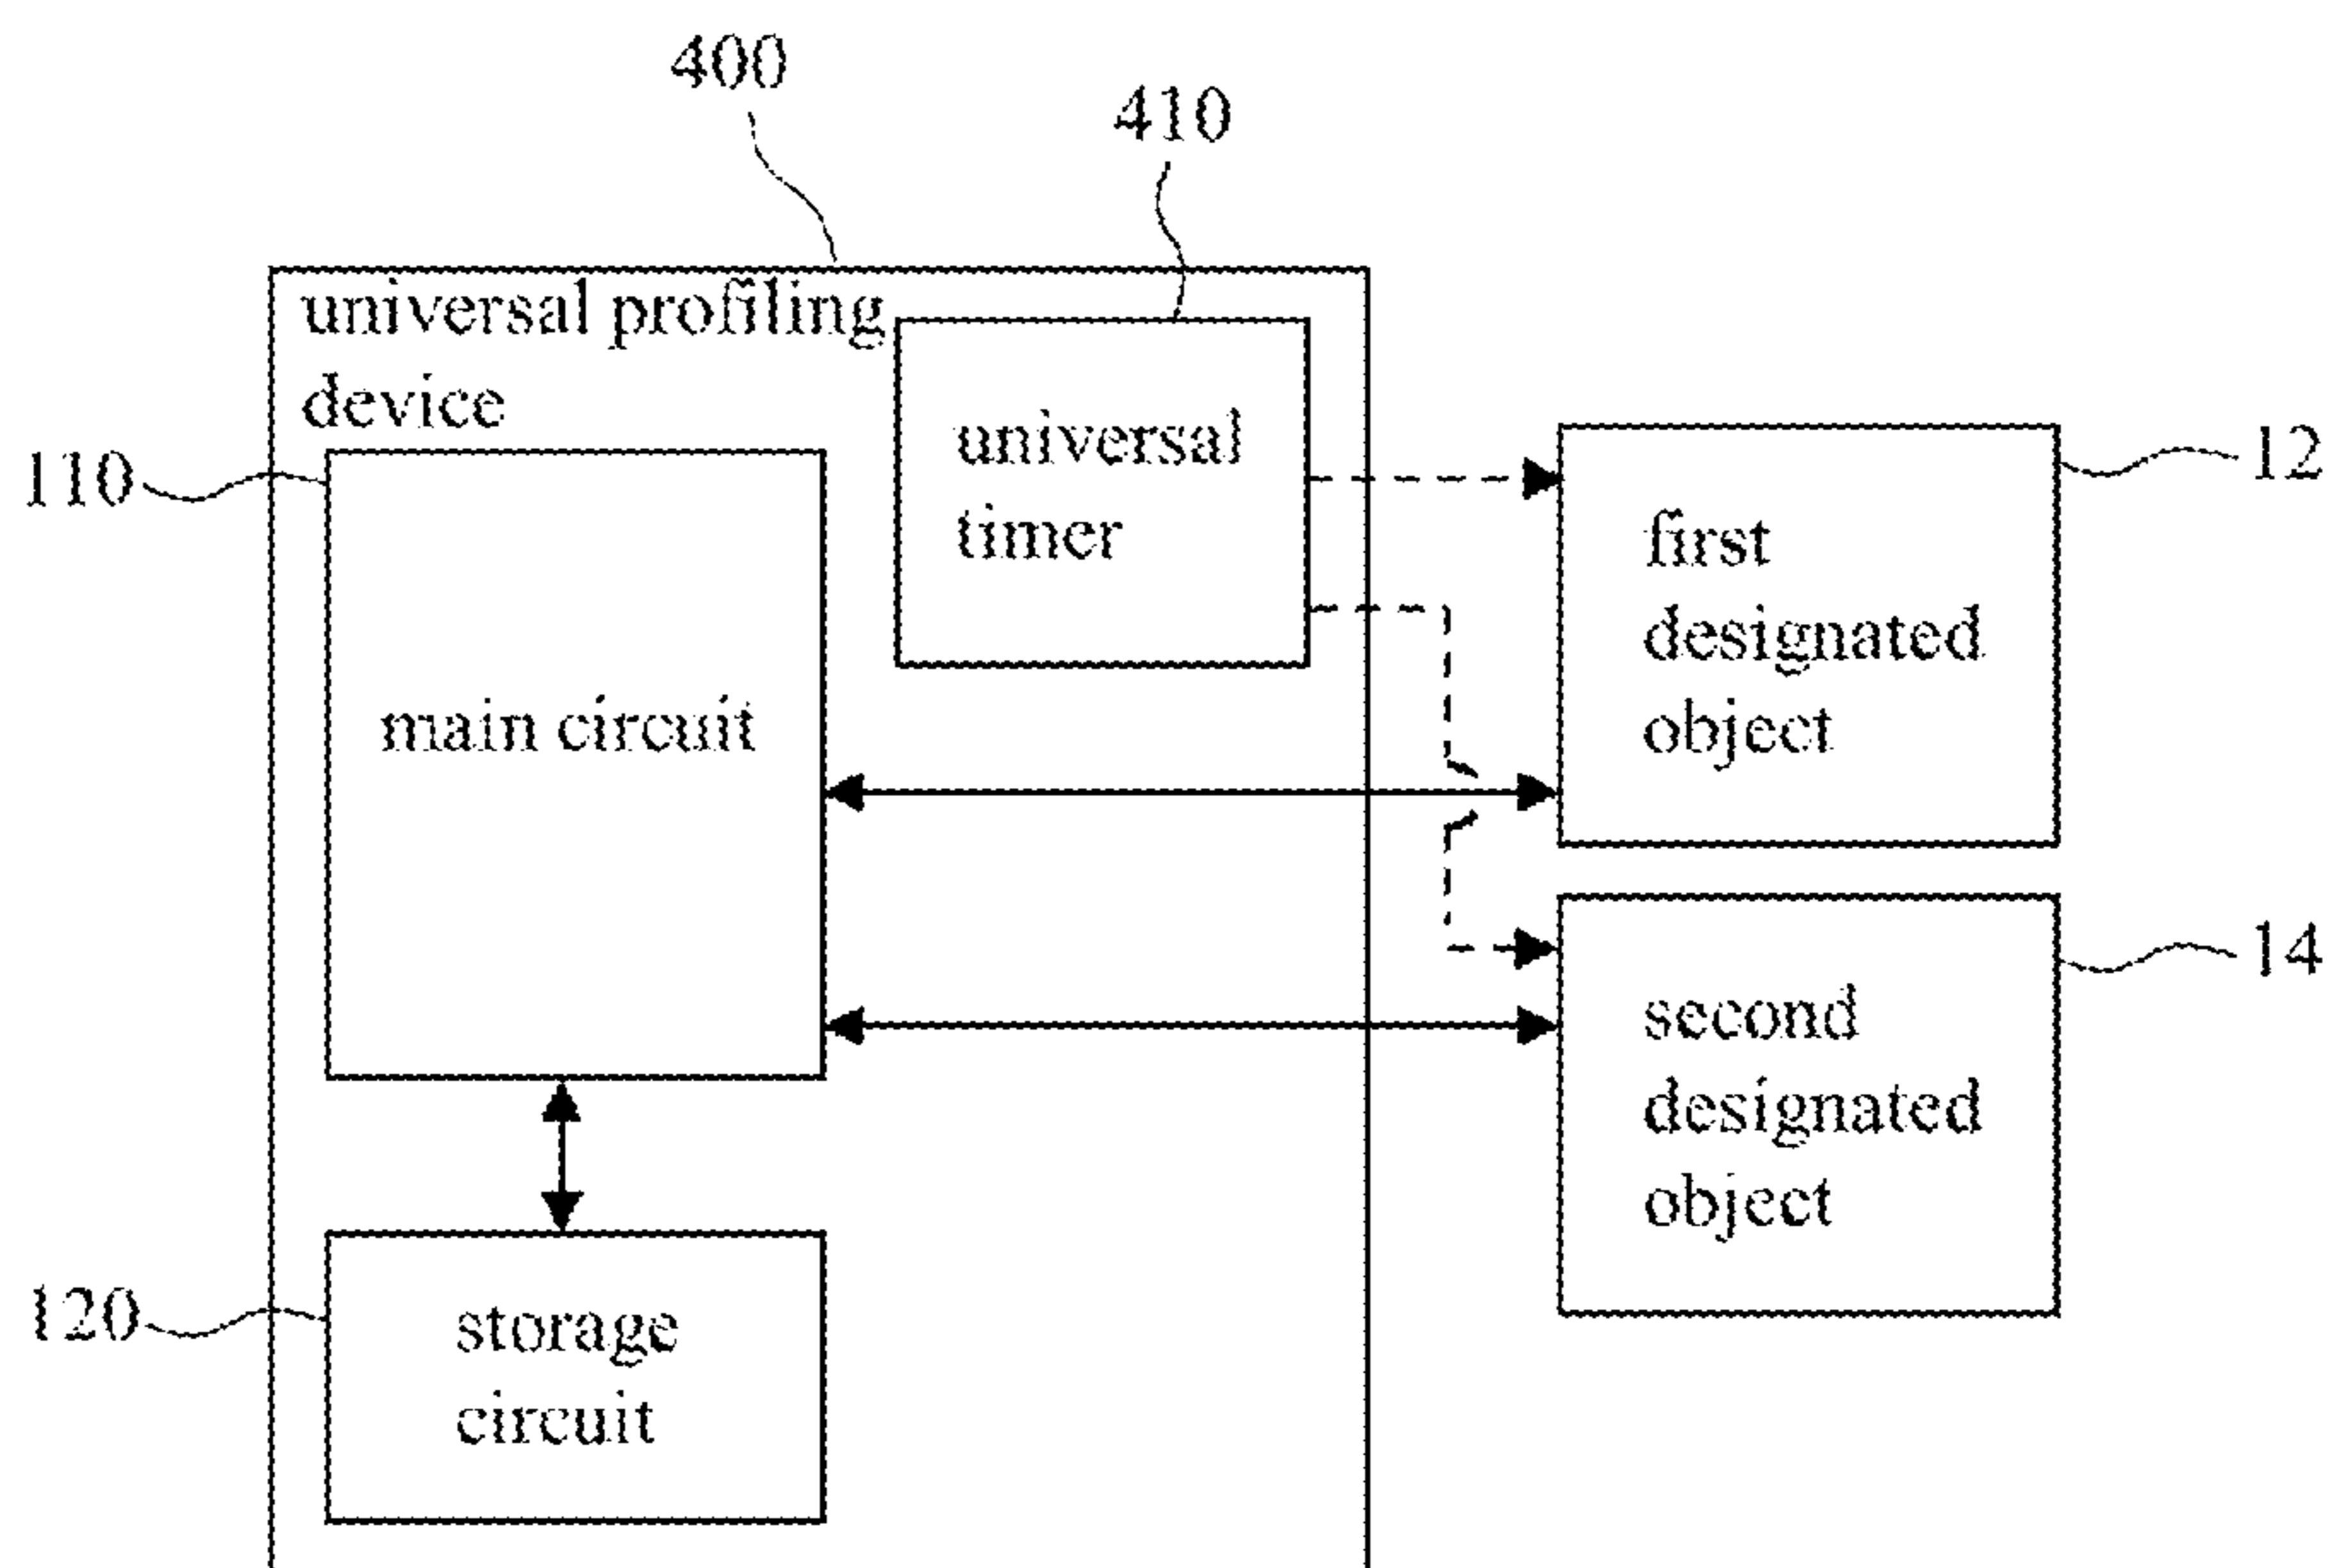 400
410
universal profiling
device
110
universal
timer
12
first
designated
object
main circuit
14
second
designated
object
120
storage
circuit